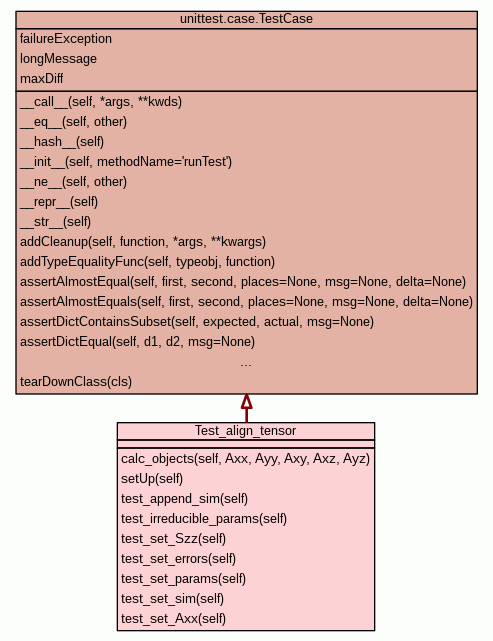 unittest.case.TestCase
failureException
longMessage
maxDiff
__call__(self, *args, **kwds)
__eq__(self, other)
__hash__(self)
__init__(self, methodName='runTest')
__ne__(self, other)
__repr__(self)
__str__(self)
addCleanup(self, function, *args, **kwargs)
addTypeEqualityFunc(self, typeobj, function)
assertAlmostEqual(self, first, second, places=None, msg=None, delta=None)
assertAlmostEquals(self, first, second, places=None, msg=None, delta=None)
assertDictContainsSubset(self, expected, actual, msg=None)
assertDictEqual(self, d1, d2, msg=None)
...
tearDownClass(cls)
Test_align_tensor
calc_objects(self, Axx, Ayy, Axy, Axz, Ayz)
setUp(self)
test_append_sim(self)
test_irreducible_params(self)
test_set_Szz(self)
test_set_errors(self)
test_set_params(self)
test_set_sim(self)
test_set_Axx(self)